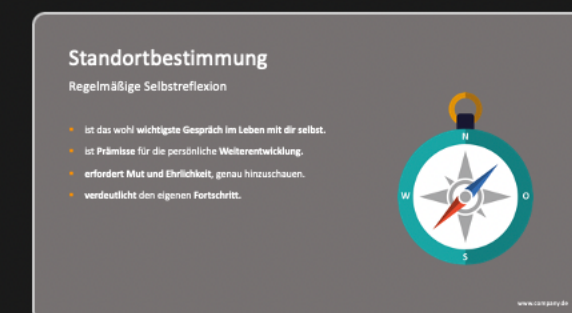 Standortbestimmung
Regelmäßige Selbstreflexion
• ist das wohl wichtigste Gespräch im Leben mit dir selbst.
• ist Prämisse für die persönliche Weiterentwicklung.
• erfordert Mut und Ehrlichkeit, genau hinzuschauen.
• verdeutlicht den eigenen Fortschritt.
N
W
O
S
www.company.de